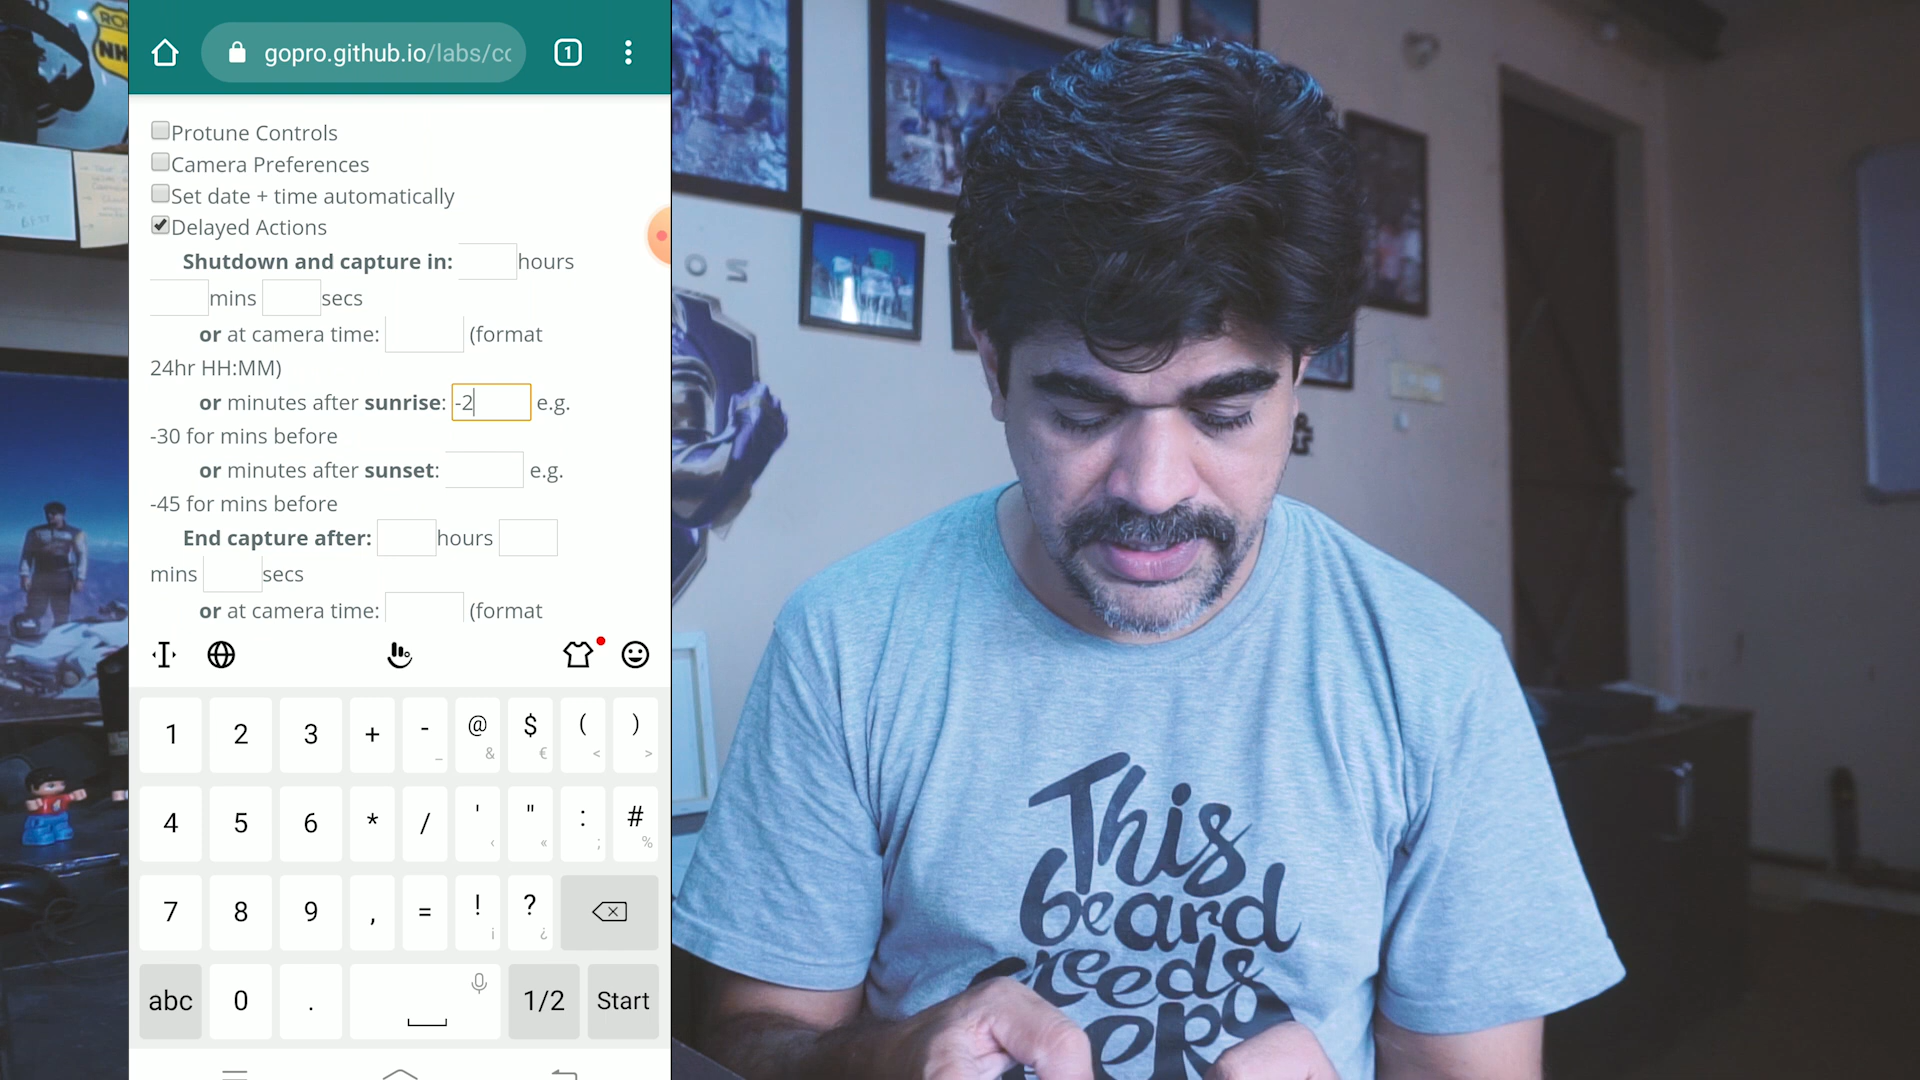 gopro.github.io/labs/cc
1
Protune Controls
Camera Preferences
Set date + time automatically
Delayed Actions
Shutdown and capture in: hours
mins secs
or at camera time: (format
24hr HH:MM)
or minutes after sunrise: -2 e.g.
-30 for mins before
or minutes after sunset: e.g.
-45 for mins before
End capture after: hours
mins secs
or at camera time: (format
1 2 3 + - @ $ ( )
_ & € < >
4 5 6 * / ' " : #
‹ « ; %
7 8 9 , = ! ?
¡ ¿
abc 0 . 1/2 Start
NH
OS
This
beard
needs